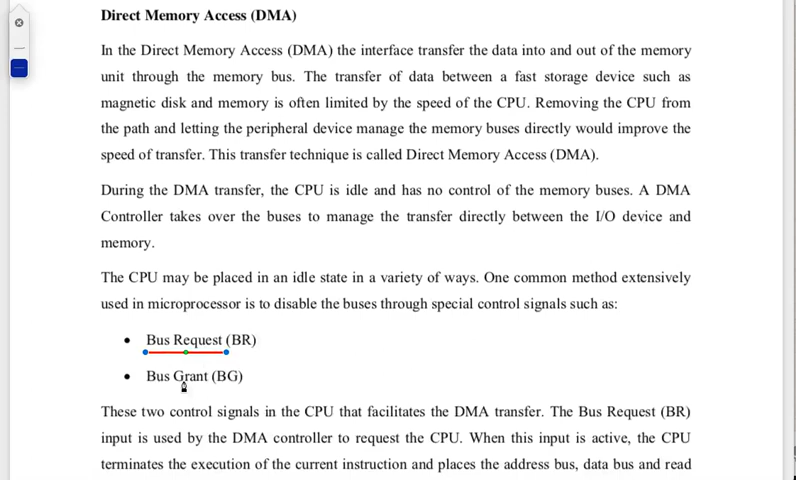 Direct Memory Access (DMA)
In the Direct Memory Access (DMA) the interface transfer the data into and out of the memory
unit through the memory bus. The transfer of data between a fast storage device such as
magnetic disk and memory is often limited by the speed of the CPU. Removing the CPU from
the path and letting the peripheral device manage the memory buses directly would improve the
speed of transfer. This transfer technique is called Direct Memory Access (DMA).
During the DMA transfer, the CPU is idle and has no control of the memory buses. A DMA
Controller takes over the buses to manage the transfer directly between the I/O device and
memory.
The CPU may be placed in an idle state in a variety of ways. One common method extensively
used in microprocessor is to disable the buses through special control signals such as:
• Bus Request (BR)
• Bus Grant (BG)
These two control signals in the CPU that facilitates the DMA transfer. The Bus Request (BR)
input is used by the DMA controller to request the CPU. When this input is active, the CPU
terminates the execution of the current instruction and places the address bus, data bus and read